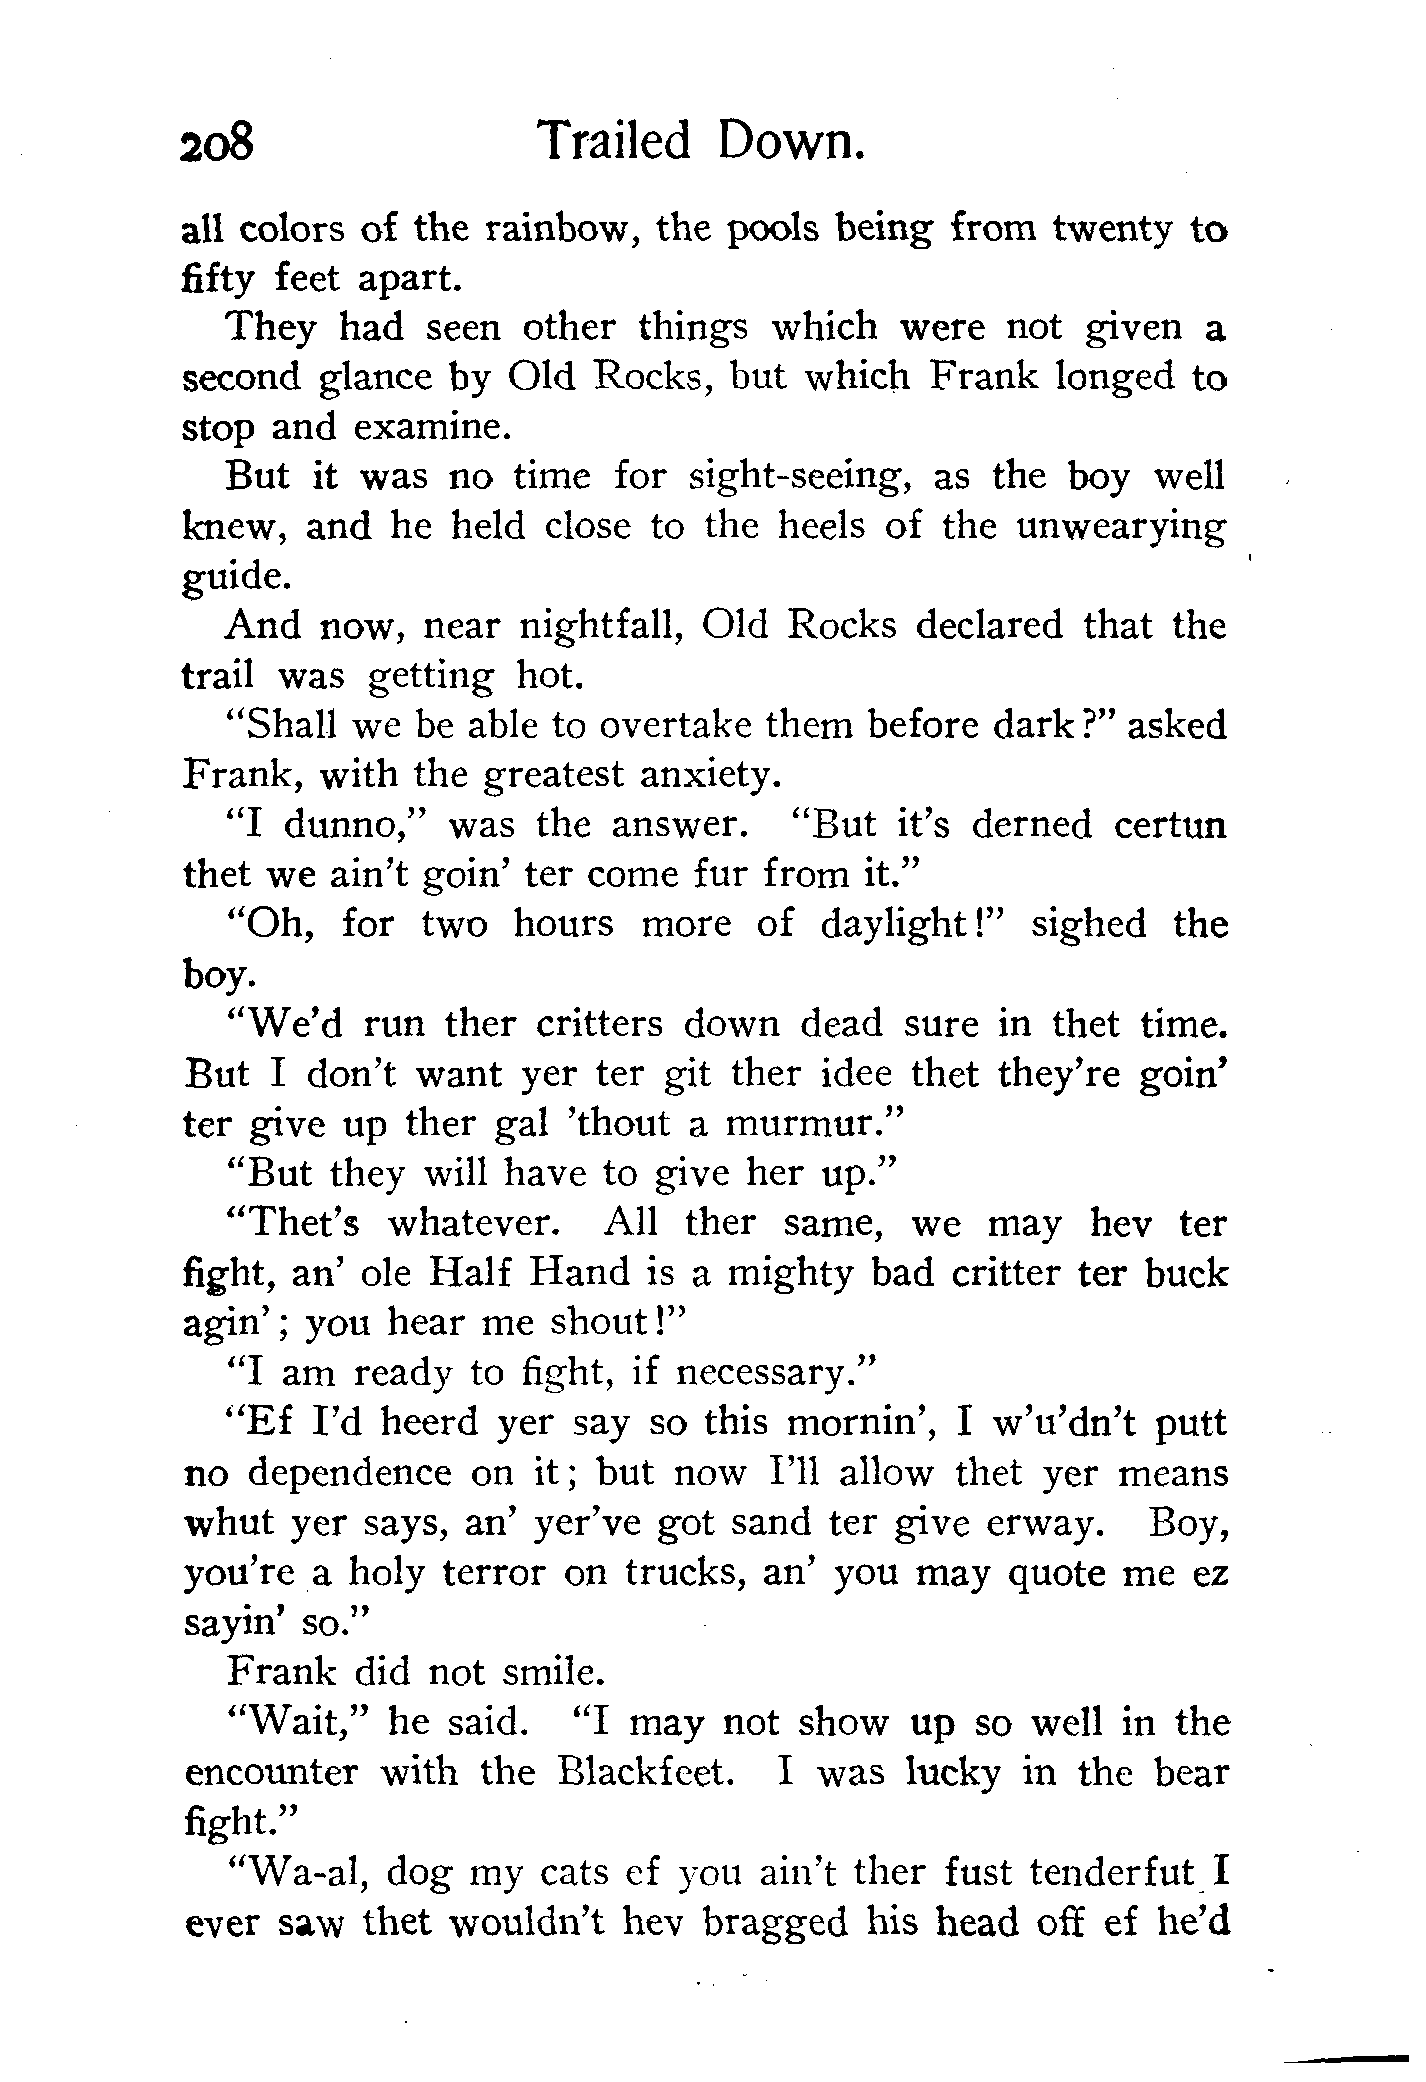 208 Trailed Down.
all colors of the rainbow, the pools being from twenty to
fifty feet apart.
They had seen other things which were not given a
second glance by Old Rocks, but which Frank longed to
stop and examine.
But it was no time for sight-seeing, as the boy well
knew, and he held close to the heels of the unwearying
guide.
And now, near nightfall, Old Rocks declared that the
trail was getting hot.
"Shall we be able to overtake them before dark?" asked
Frank, with the greatest anxiety.
"I dunno," was the answer. "But it's derned certun
thet we ain't goin' ter come fur from it."
"Oh, for two hours more of daylight!" sighed the
boy.
"We'd run ther critters down dead sure in thet time.
But I don't want yer ter git ther idee thet they're goin'
ter give up ther gal 'thout a murmur."
"But they will have to give her up."
"Thet's whatever. All ther same, we may hev ter
fight, an' ole Half Hand is a mighty bad critter ter buck
agin'; you hear me shout!"
"I am ready to fight, if necessary."
"Ef I'd heerd yer say so this mornin', I w'u'dn't putt
no dependence on it; but now I'll allow thet yer means
whut yer says, an' yer've got sand ter give erway. Boy,
you're a holy terror on trucks, an' you may quote me ez
sayin' so."
Frank did not smile.
"Wait," he said. "I may not show up so well in the
encounter with the Blackfeet. I was lucky in the bear
fight."
"Wa-al, dog my cats ef you ain't ther fust tenderfut I
ever saw thet wouldn't hev bragged his head off ef he'd